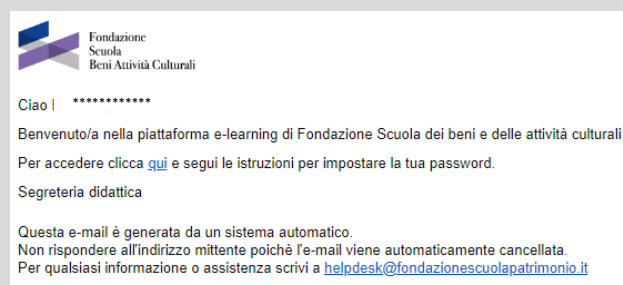 Fondazione
Scuola
Beni Attività Culturali
Ciao l ************
Benvenuto/a nella piattaforma e-learning di Fondazione Scuola dei beni e delle attività culturali
Per accedere clicca qui e segui le istruzioni per impostare la tua password.
Segreteria didattica
Questa e-mail è generata da un sistema automatico.
Non rispondere all'indirizzo mittente poichè l'e-mail viene automaticamente cancellata.
Per qualsiasi informazione o assistenza scrivi a helpdesk@fondazionescuolapatrimonio.it